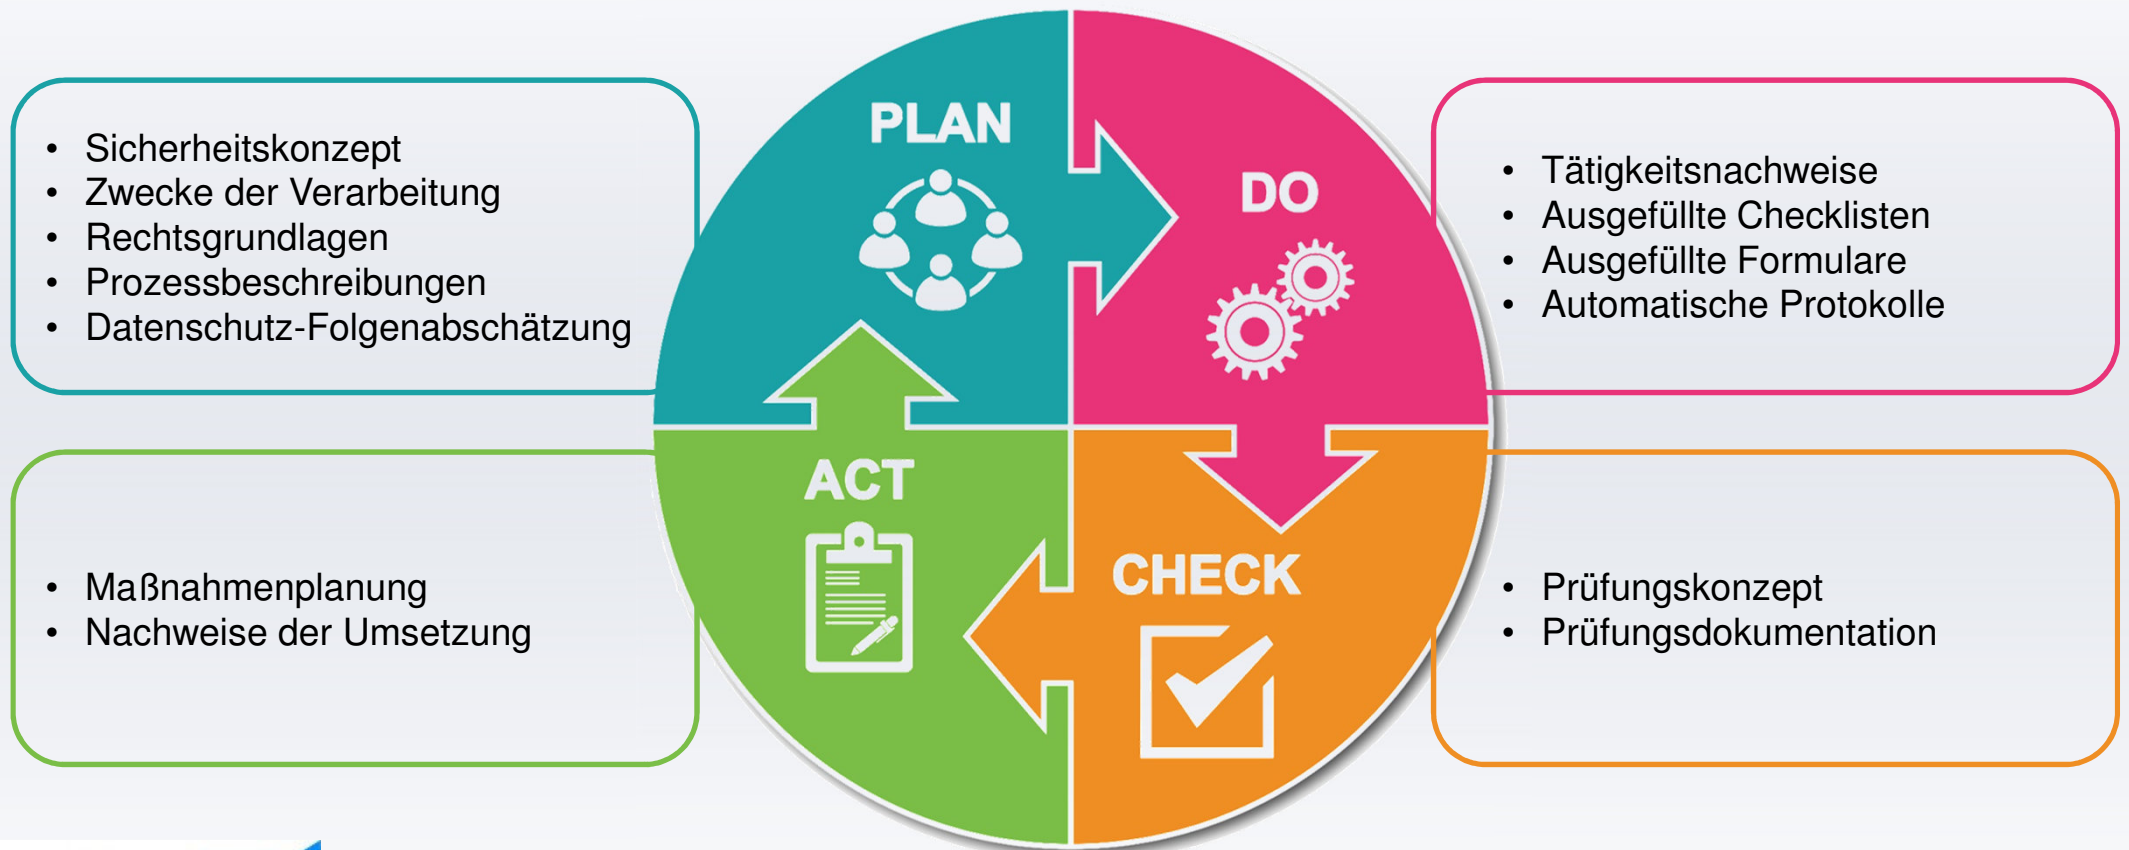 PLAN
• Sicherheitskonzept
• Zwecke der Verarbeitung
• Rechtsgrundlagen
• Prozessbeschreibungen
• Datenschutz-Folgenabschätzung
DO
• Tätigkeitsnachweise
• Ausgefüllte Checklisten
• Ausgefüllte Formulare
• Automatische Protokolle
CHECK
• Prüfungskonzept
• Prüfungsdokumentation
ACT
• Maßnahmenplanung
• Nachweise der Umsetzung